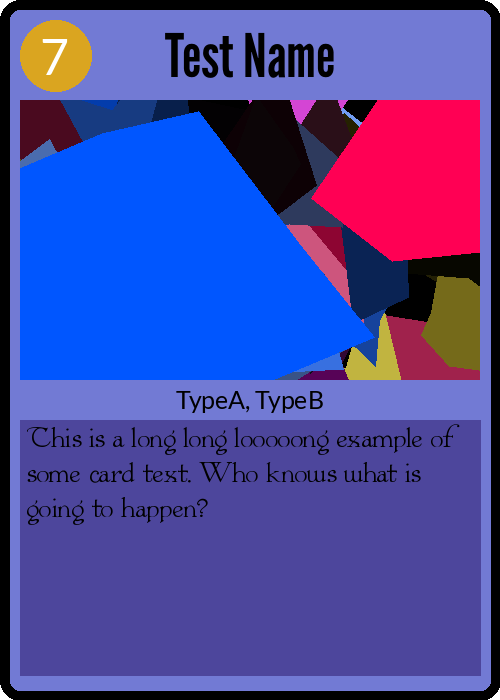 7
Test Name
TypeA, TypeB
This is a long long looooong example of
some card text. Who knows what is
going to happen?